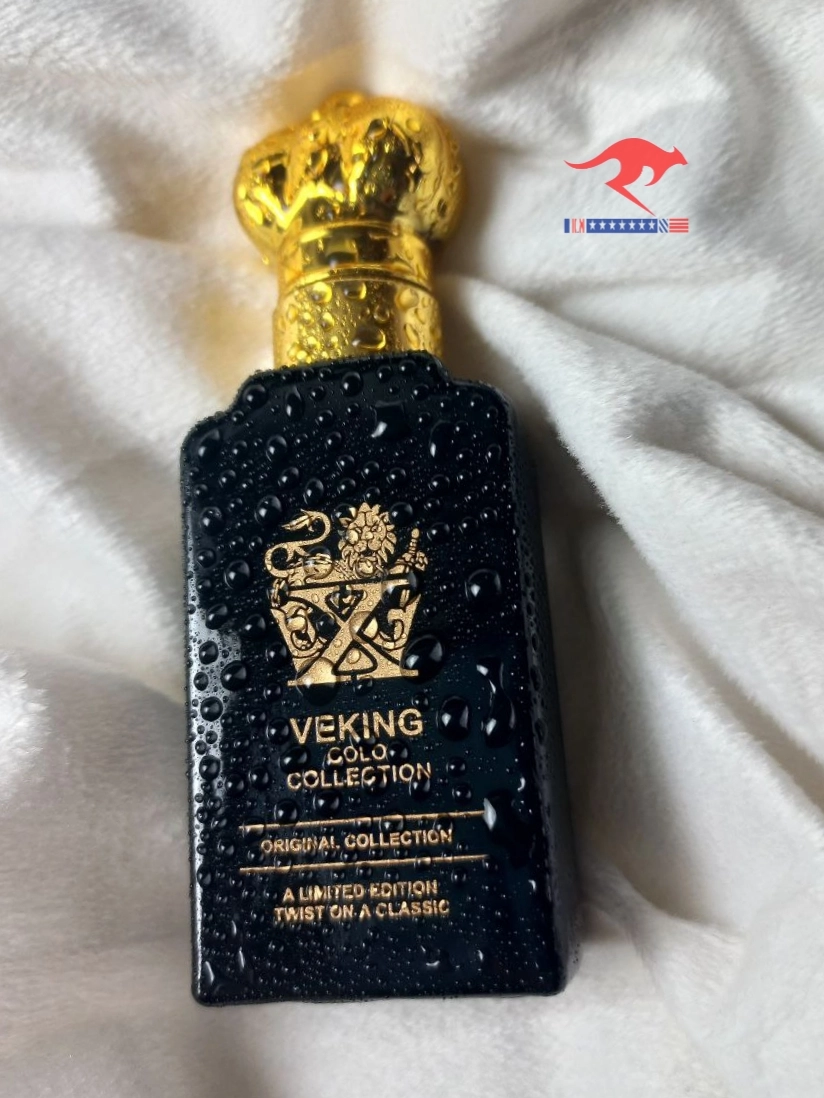 VEKING
COLO
COLLECTION
ORIGINAL COLLECTION
A LIMITED EDITION
TWIST ON A CLASSIC